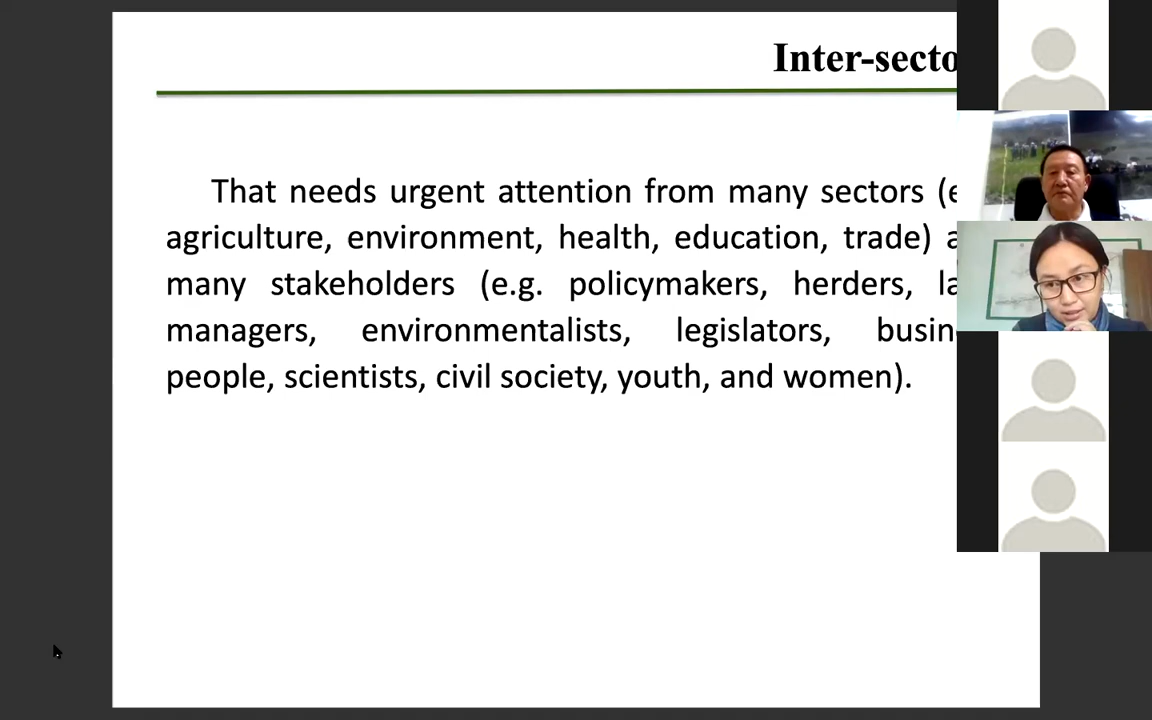 Inter-secto
That needs urgent attention from many sectors (e
agriculture, environment, health, education, trade) a
many stakeholders (e.g. policymakers, herders, la
managers, environmentalists, legislators, busin
people, scientists, civil society, youth, and women).